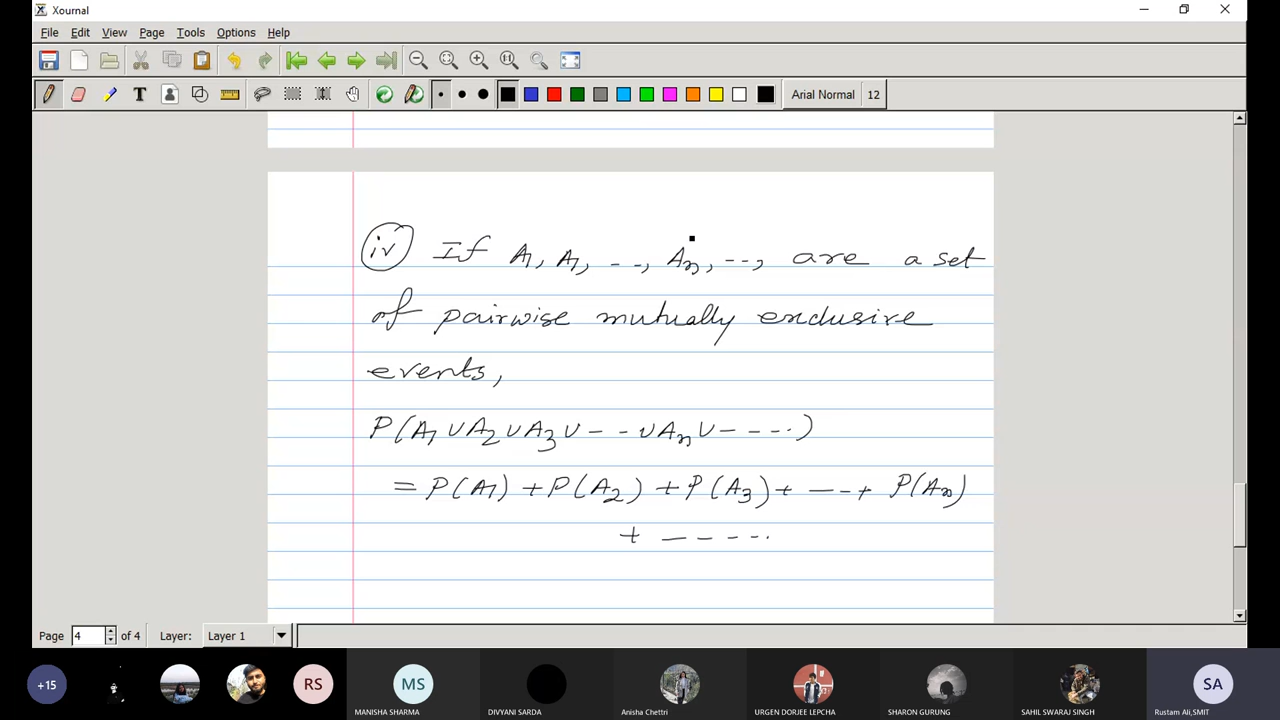 Xournal
File Edit View Page Tools Options Help
Arial Normal 12
iv If A1, A1, - -, An, - -, are a set
of pairwise mutually exclusive
events,
P(A1 ∪ A2 ∪ A3 ∪ - - ∪ An ∪ - - - -)
= P(A1) + P(A2) + P(A3) + - - + P(An)
+ - - - - -
Page 4 of 4 Layer: Layer 1
+15 RS MS SA
MANISHA SHARMA DIVYANI SARDA Anisha Chettri URGEN DORJEE LEPCHA SHARON GURUNG SAHIL SWARAJ SINGH Rustam Ali,SMIT